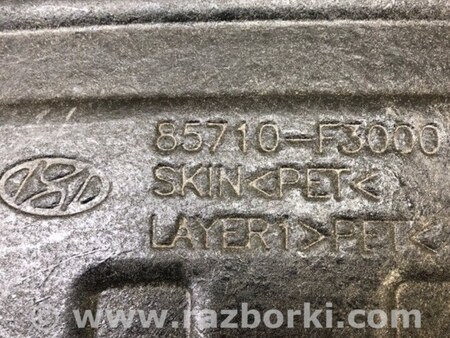 85710-F3000
SKIN<PET<
LAYER1>PET<
© www.razborki.com